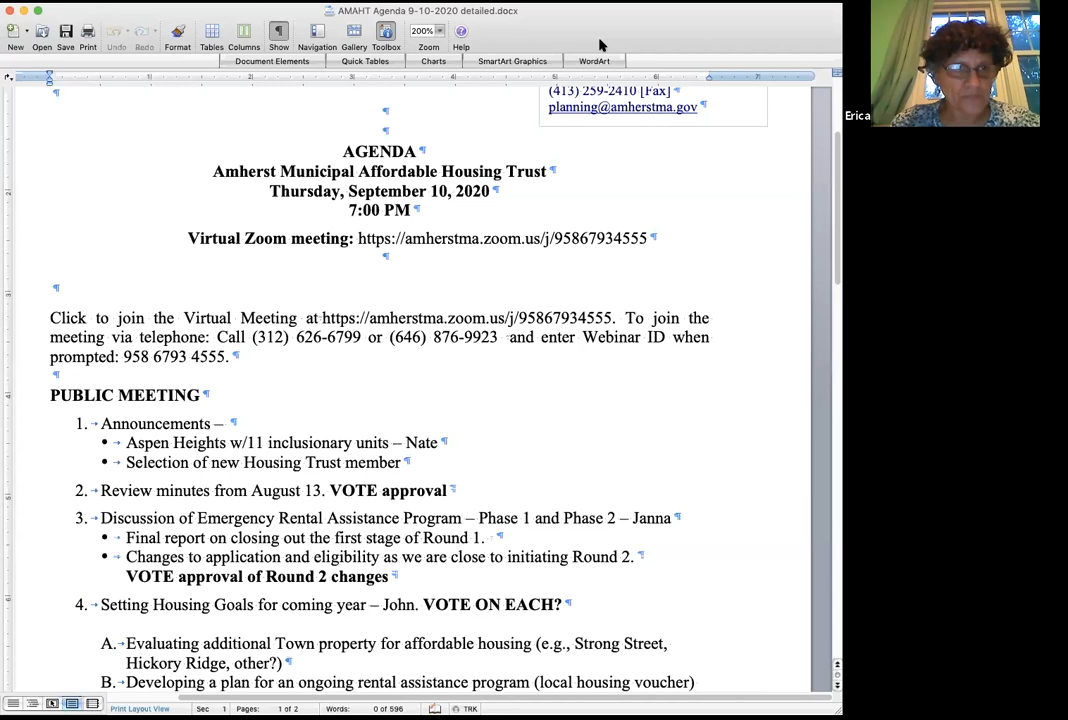 AMAHT Agenda 9-10-2020 detailed.docx
New Open Save Print Undo Redo Format Tables Columns Show Navigation Gallery Toolbox 200% Zoom Help
Document Elements Quick Tables Charts SmartArt Graphics WordArt
(413) 259-2410 [Fax]
planning@amherstma.gov
Erica
AGENDA
Amherst Municipal Affordable Housing Trust
Thursday, September 10, 2020
7:00 PM
Virtual Zoom meeting: https://amherstma.zoom.us/j/95867934555
Click to join the Virtual Meeting at https://amherstma.zoom.us/j/95867934555. To join the
meeting via telephone: Call (312) 626-6799 or (646) 876-9923 and enter Webinar ID when
prompted: 958 6793 4555.
PUBLIC MEETING
1. Announcements –
• Aspen Heights w/11 inclusionary units – Nate
• Selection of new Housing Trust member
2. Review minutes from August 13. VOTE approval
3. Discussion of Emergency Rental Assistance Program – Phase 1 and Phase 2 – Janna
• Final report on closing out the first stage of Round 1.
• Changes to application and eligibility as we are close to initiating Round 2.
VOTE approval of Round 2 changes
4. Setting Housing Goals for coming year – John. VOTE ON EACH?
A. Evaluating additional Town property for affordable housing (e.g., Strong Street,
Hickory Ridge, other?)
B. Developing a plan for an ongoing rental assistance program (local housing voucher)
Print Layout View Sec 1 Pages: 1 of 2 Words: 0 of 596 TRK